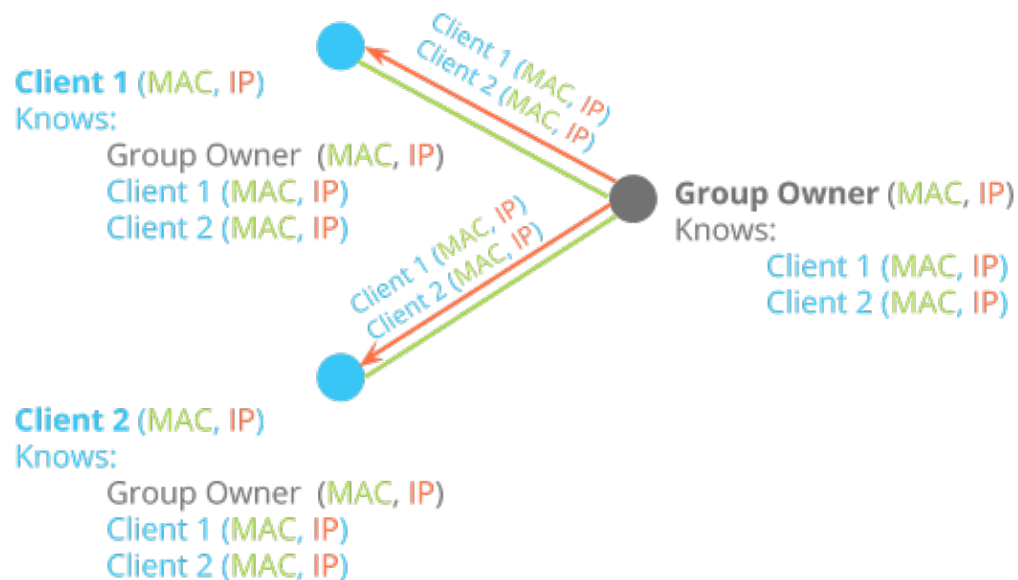 Client 1 (MAC, IP)
Client 2 (MAC, IP)
Client 1 (MAC, IP)
Knows:
Group Owner (MAC, IP)
Client 1 (MAC, IP)
Client 2 (MAC, IP)
Group Owner (MAC, IP)
Knows:
Client 1 (MAC, IP)
Client 2 (MAC, IP)
Client 1 (MAC, IP)
Client 2 (MAC, IP)
Client 2 (MAC, IP)
Knows:
Group Owner (MAC, IP)
Client 1 (MAC, IP)
Client 2 (MAC, IP)